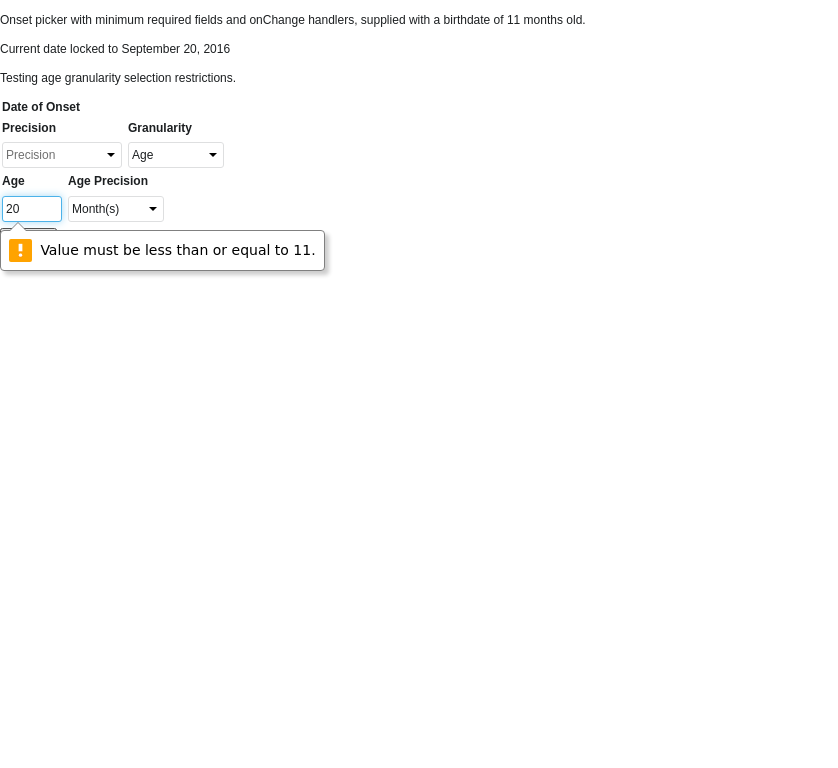 Onset picker with minimum required fields and onChange handlers, supplied with a birthdate of 11 months old.
Current date locked to September 20, 2016
Testing age granularity selection restrictions.
Date of Onset
Precision Granularity
Precision Age
Age Age Precision
20 Month(s)
Value must be less than or equal to 11.